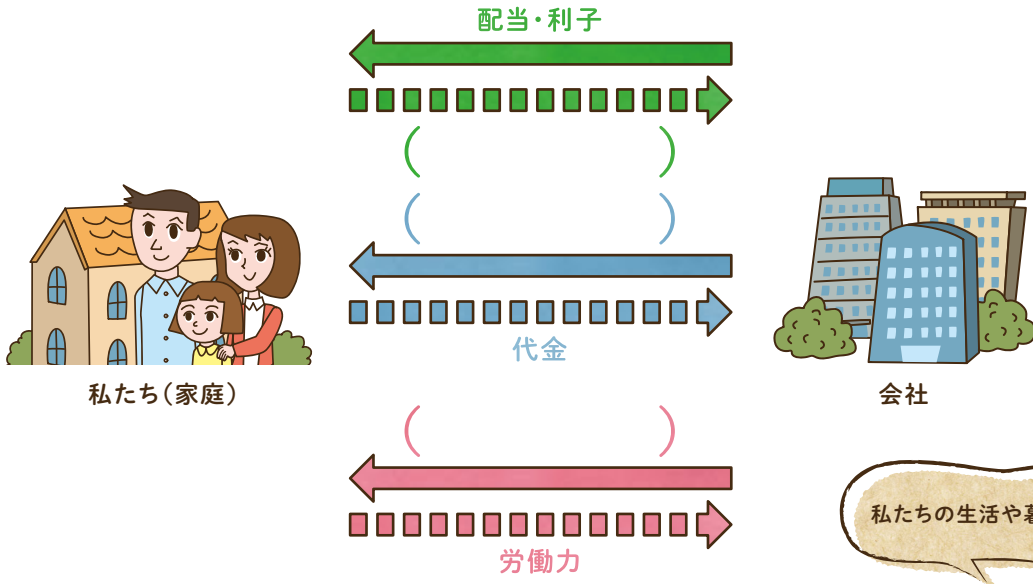 配当・利子
(　　　)
(　　　)
代金
私たち(家庭)
会社
(　　　)
労働力
私たちの生活や暮